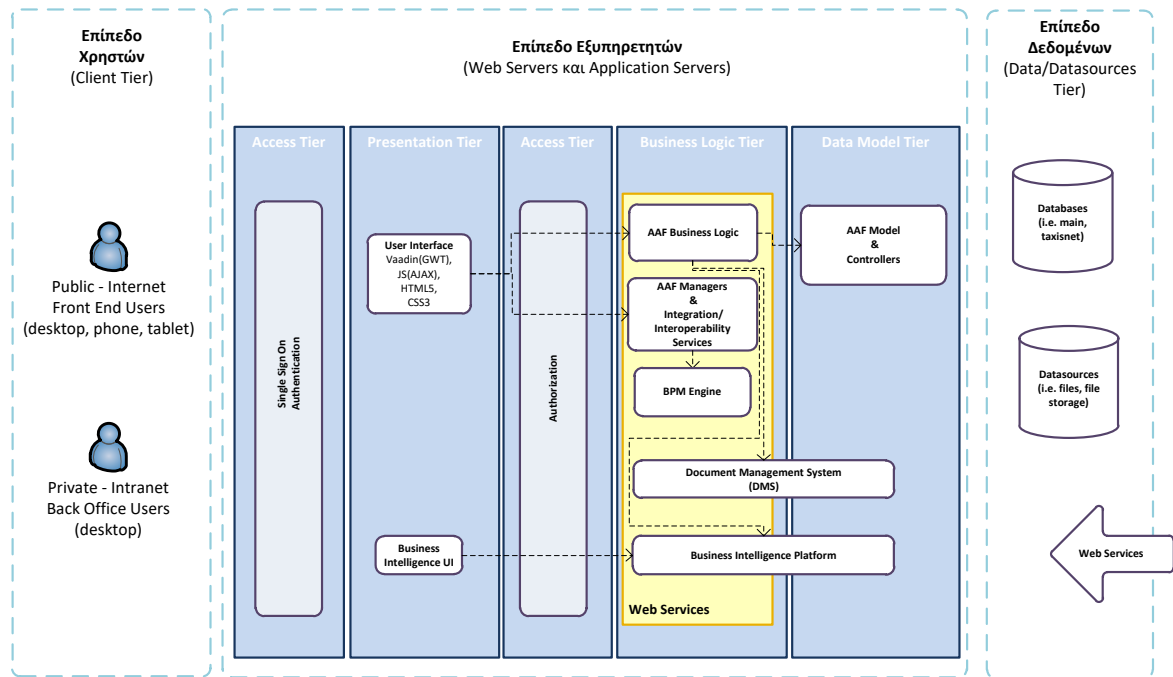 Επίπεδο
Χρηστών
(Client Tier)
Public - Internet
Front End Users
(desktop, phone, tablet)
Private - Intranet
Back Office Users
(desktop)
Επίπεδο Εξυπηρετητών
(Web Servers και Application Servers)
Access Tier
Single Sign On
Authentication
Presentation Tier
User Interface
Vaadin(GWT),
JS(AJAX),
HTML5,
CSS3
Business
Intelligence UI
Access Tier
Authorization
Business Logic Tier
AAF Business Logic
AAF Managers
&
Integration/
Interoperability
Services
BPM Engine
Document Management System
(DMS)
Business Intelligence Platform
Web Services
Data Model Tier
AAF Model
&
Controllers
Επίπεδο
Δεδομένων
(Data/Datasources
Tier)
Databases
(i.e. main,
taxisnet)
Datasources
(i.e. files, file
storage)
Web Services